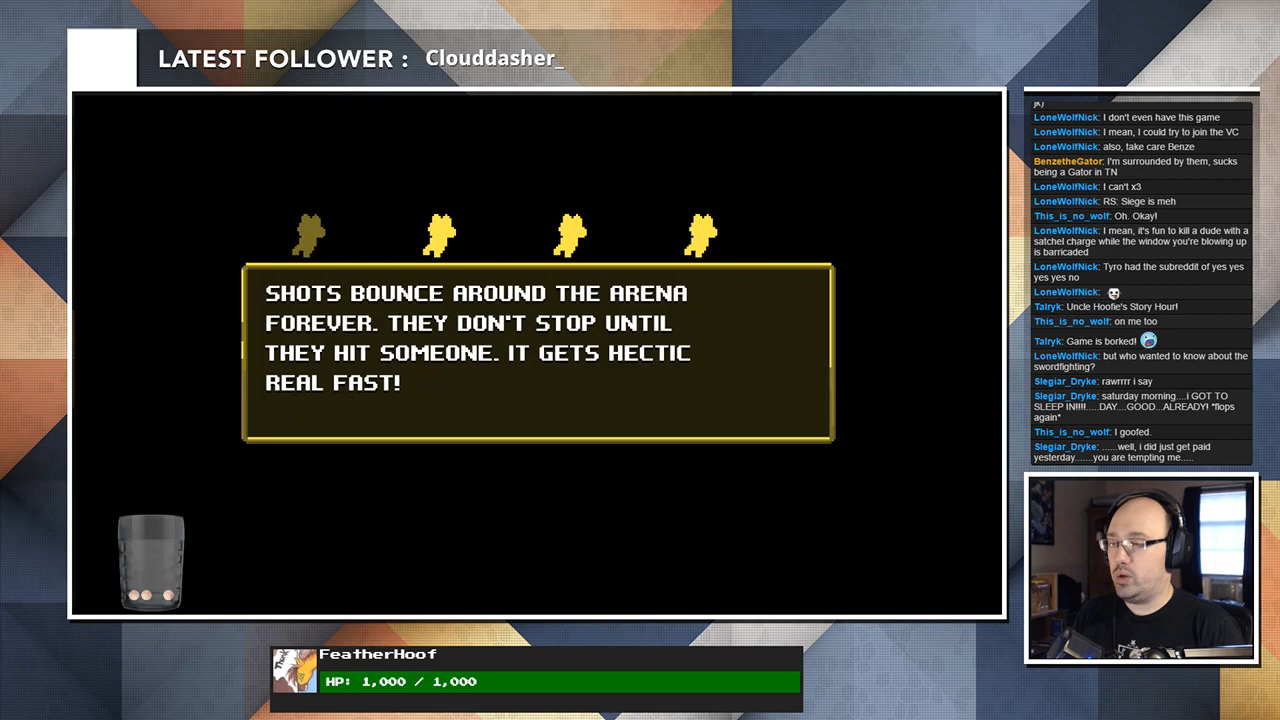 LATEST FOLLOWER : Clouddasher_
SHOTS BOUNCE AROUND THE ARENA
FOREVER. THEY DON'T STOP UNTIL
THEY HIT SOMEONE. IT GETS HECTIC
REAL FAST!
LoneWolfNick: I don't even have this game
LoneWolfNick: I mean, I could try to join the VC
LoneWolfNick: also, take care Benze
BenzetheGator: I'm surrounded by them, sucks
being a Gator in TN
LoneWolfNick: I can't x3
LoneWolfNick: RS: Siege is meh
This_is_no_wolf: Oh. Okay!
LoneWolfNick: I mean, it's fun to kill a dude with a
satchel charge while the window you're blowing up
is barricaded
LoneWolfNick: Tyro had the subreddit of yes yes
yes yes no
LoneWolfNick:
Talryk: Uncle Hoofie's Story Hour!
This_is_no_wolf: on me too
Talryk: Game is borked!
LoneWolfNick: but who wanted to know about the
swordfighting?
Slegiar_Dryke: rawrrrr i say
Slegiar_Dryke: saturday morning....i GOT TO
SLEEP IN!!!!.....DAY....GOOD...ALREADY! *flops
again*
This_is_no_wolf: I goofed.
Slegiar_Dryke: ......well, i did just get paid
yesterday.......you are tempting me.....
FeatherHoof
HP: 1,000 / 1,000